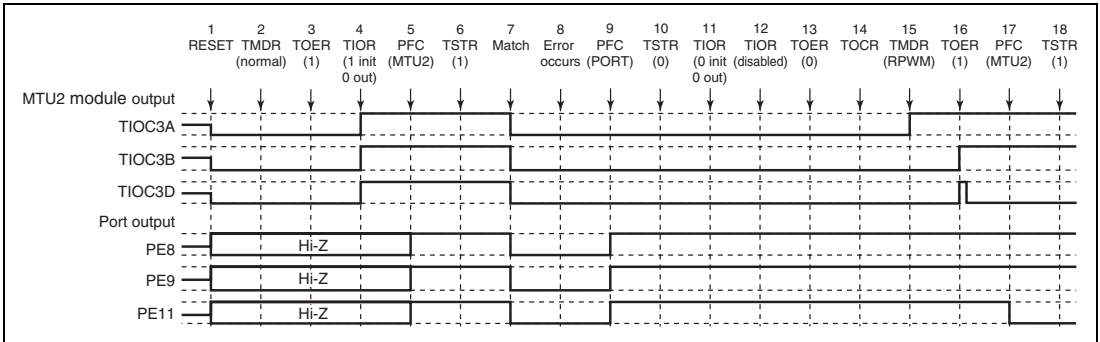 1 2 3 4 5 6 7 8 9 10 11 12 13 14 15 16 17 18
RESET TMDR TOER TIOR PFC TSTR Match Error PFC TSTR TIOR TIOR TOER TOCR TMDR TOER PFC TSTR
(normal) (1) (1 init (MTU2) (1) occurs (PORT) (0) (0 init (disabled) (0) (RPWM) (1) (MTU2) (1)
0 out) 0 out)
MTU2 module output
TIOC3A
TIOC3B
TIOC3D
Port output
PE8 Hi-Z
PE9 Hi-Z
PE11 Hi-Z